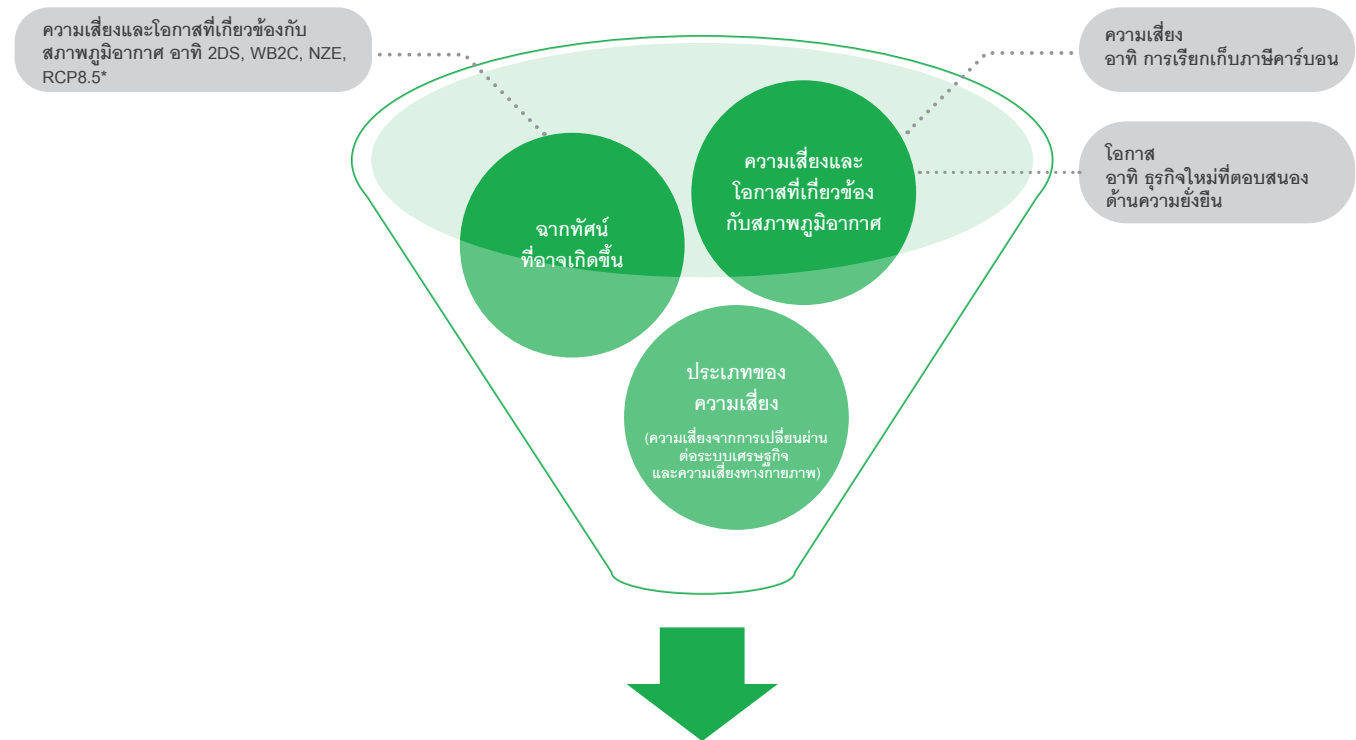 ความเสี่ยงและโอกาสที่เกี่ยวข้องกับ
สภาพภูมิอากาศ อาทิ 2DS, WB2C, NZE,
RCP8.5*
ความเสี่ยง
อาทิ การเรียกเก็บภาษีคาร์บอน
โอกาส
อาทิ ธุรกิจใหม่ที่ตอบสนอง
ด้านความยั่งยืน
ความเสี่ยงและ
โอกาสที่เกี่ยวข้อง
กับสภาพภูมิอากาศ
ฉากทัศน์
ที่อาจเกิดขึ้น
ประเภทของ
ความเสี่ยง
(ความเสี่ยงจากการเปลี่ยนผ่าน
ต่อระบบเศรษฐกิจ
และความเสี่ยงทางกายภาพ)